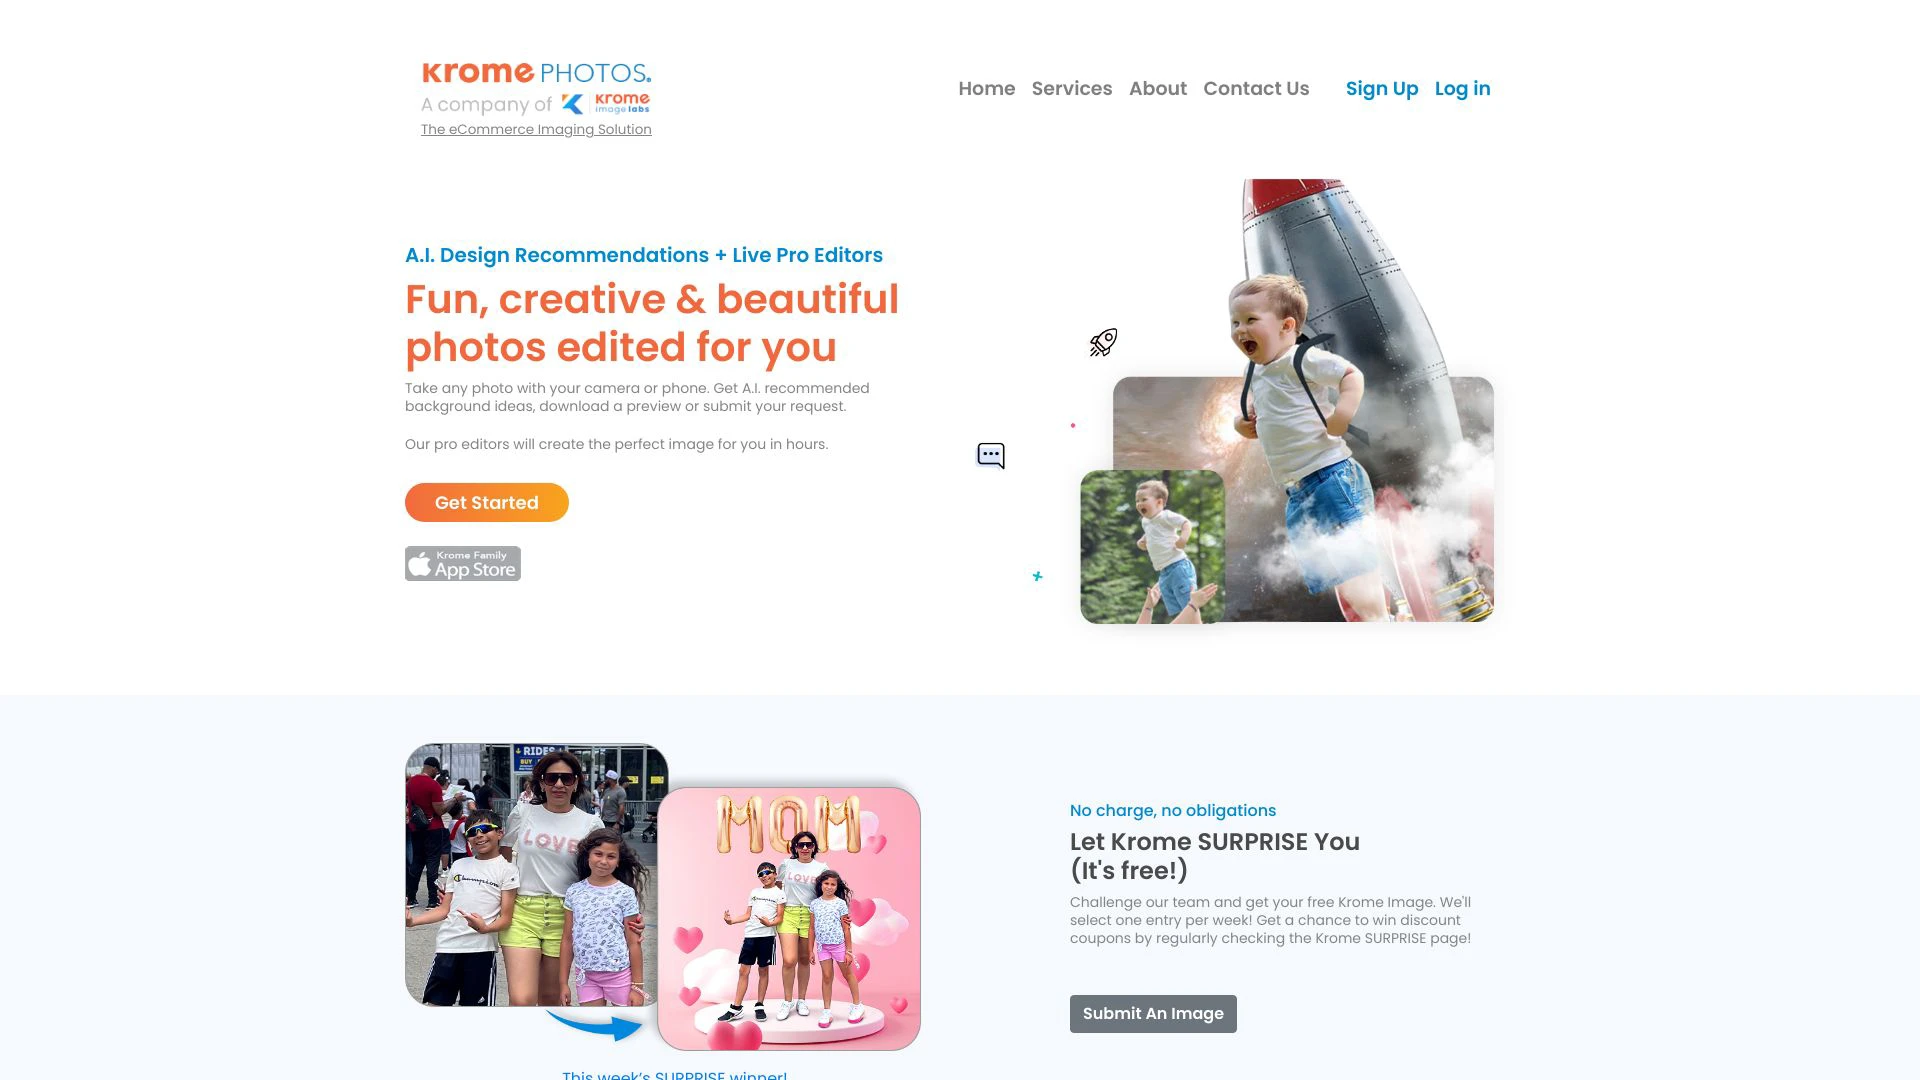 krome PHOTOS.
A company of krome image labs
The eCommerce Imaging Solution
Home Services About Contact Us Sign Up Log in
A.I. Design Recommendations + Live Pro Editors
Fun, creative & beautiful
photos edited for you
Take any photo with your camera or phone. Get A.I. recommended
background ideas, download a preview or submit your request.
Our pro editors will create the perfect image for you in hours.
Get Started
Krome Family
App Store
RIDES
BUY
LOVE
Champion
MOM
LOVE
No charge, no obligations
Let Krome SURPRISE You
(It's free!)
Challenge our team and get your free Krome Image. We'll
select one entry per week! Get a chance to win discount
coupons by regularly checking the Krome SURPRISE page!
Submit An Image
This week's SURPRISE winner!